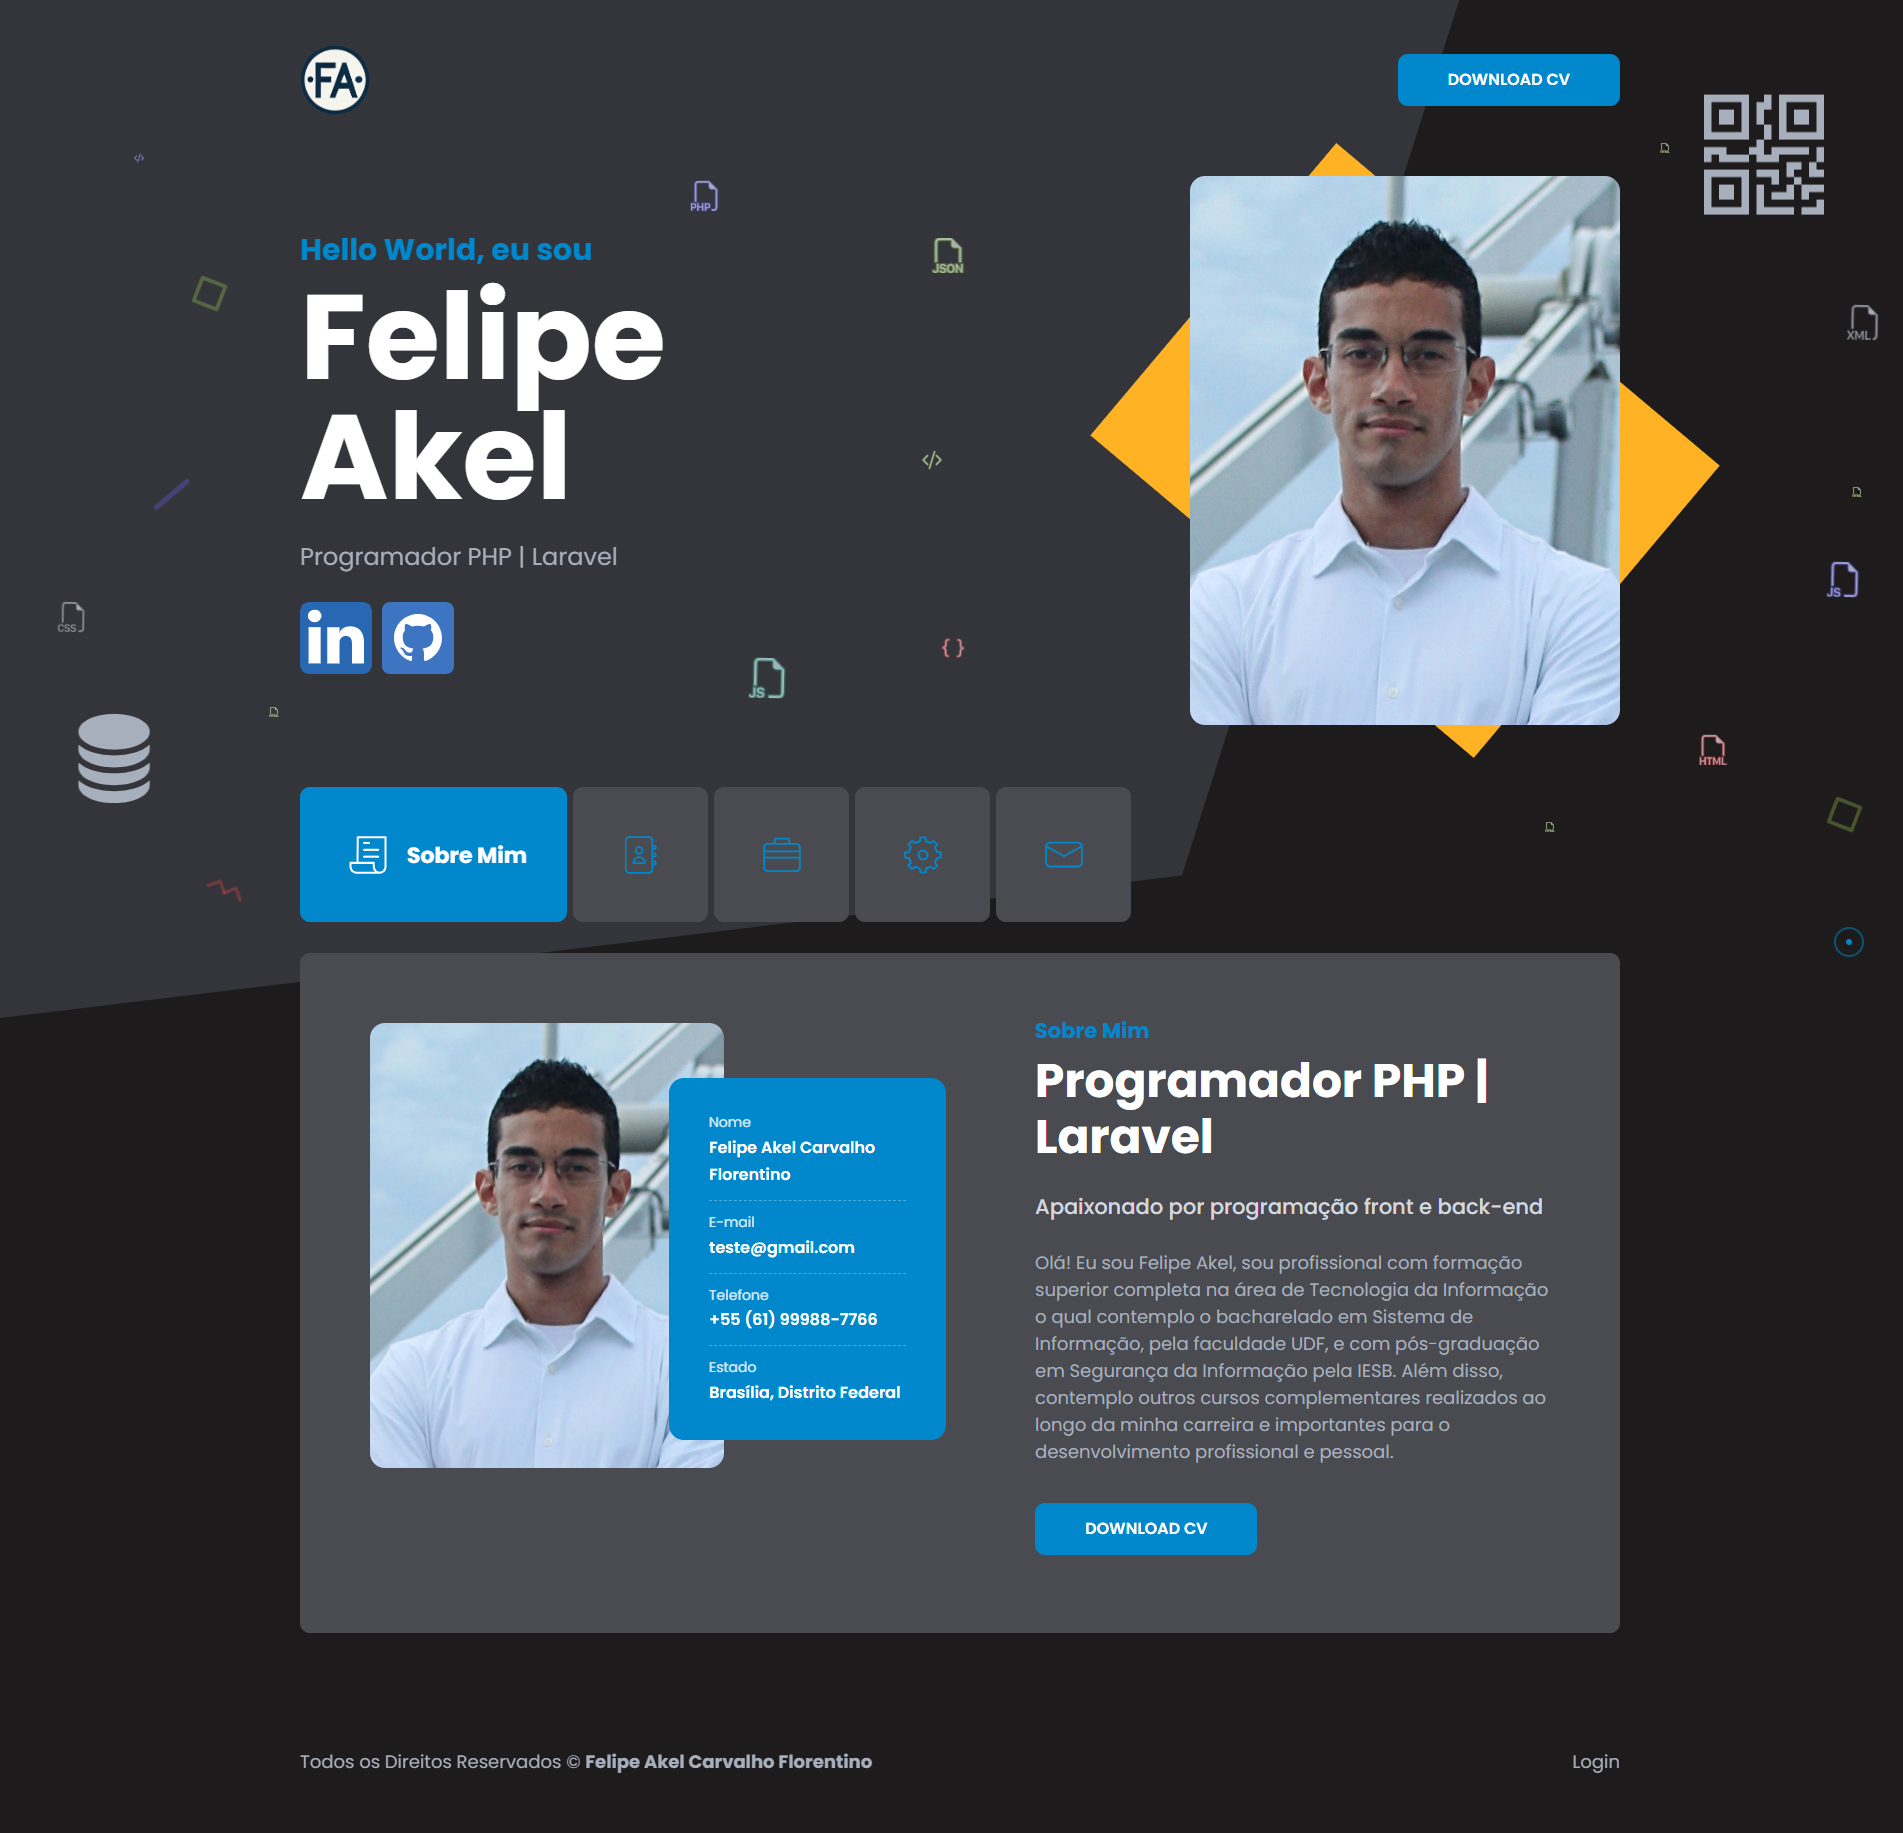 ·FA·
DOWNLOAD CV
PHP
Hello World, eu sou
JSON
Felipe
XML
Akel
</>
Programador PHP | Laravel
JS
CSS
in
{ }
JS
HTML
Sobre Mim
Sobre Mim
Programador PHP |
Laravel
Nome
Felipe Akel Carvalho
Florentino
E-mail
teste@gmail.com
Telefone
+55 (61) 99988-7766
Estado
Brasília, Distrito Federal
Apaixonado por programação front e back-end
Olá! Eu sou Felipe Akel, sou profissional com formação
superior completa na área de Tecnologia da Informação
o qual contemplo o bacharelado em Sistema de
Informação, pela faculdade UDF, e com pós-graduação
em Segurança da Informação pela IESB. Além disso,
contemplo outros cursos complementares realizados ao
longo da minha carreira e importantes para o
desenvolvimento profissional e pessoal.
DOWNLOAD CV
Todos os Direitos Reservados © Felipe Akel Carvalho Florentino
Login